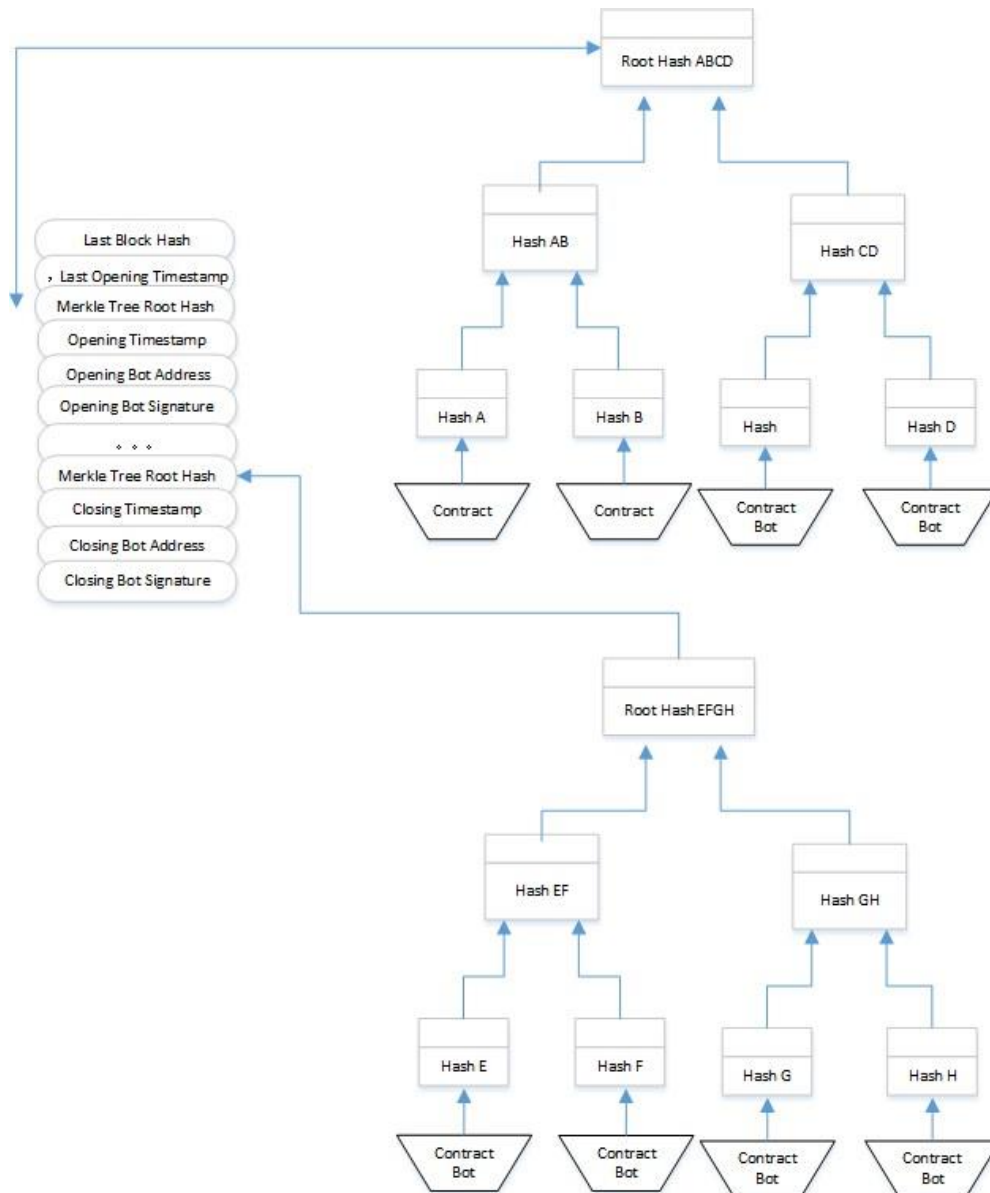 Root Hash ABCD
Hash AB
Hash CD
Last Block Hash
, Last Opening Timestamp
Merkle Tree Root Hash
Opening Timestamp
Opening Bot Address
Opening Bot Signature
. . .
Merkle Tree Root Hash
Closing Timestamp
Closing Bot Address
Closing Bot Signature
Hash A
Hash B
Hash
Hash D
Contract
Contract
Contract
Bot
Contract
Bot
Root Hash EFGH
Hash EF
Hash GH
Hash E
Hash F
Hash G
Hash H
Contract
Bot
Contract
Bot
Contract
Bot
Contract
Bot